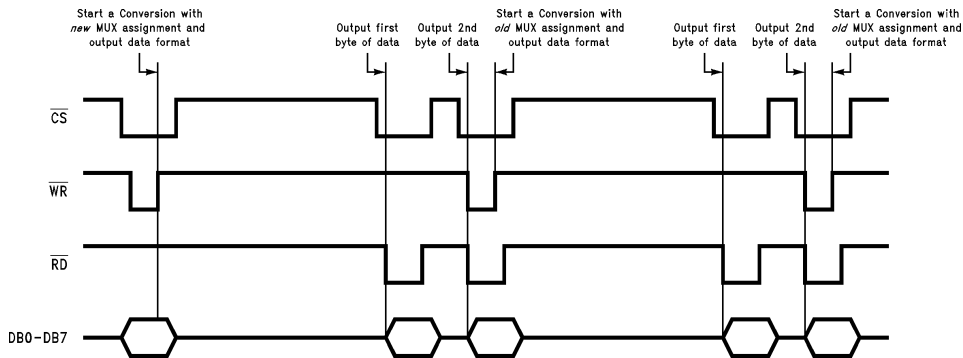 Start a Conversion with
new MUX assignment and
output data format
Output first
byte of data
Output 2nd
byte of data
Start a Conversion with
old MUX assignment and
output data format
Output first
byte of data
Output 2nd
byte of data
Start a Conversion with
old MUX assignment and
output data format
CS
WR
RD
DB0-DB7